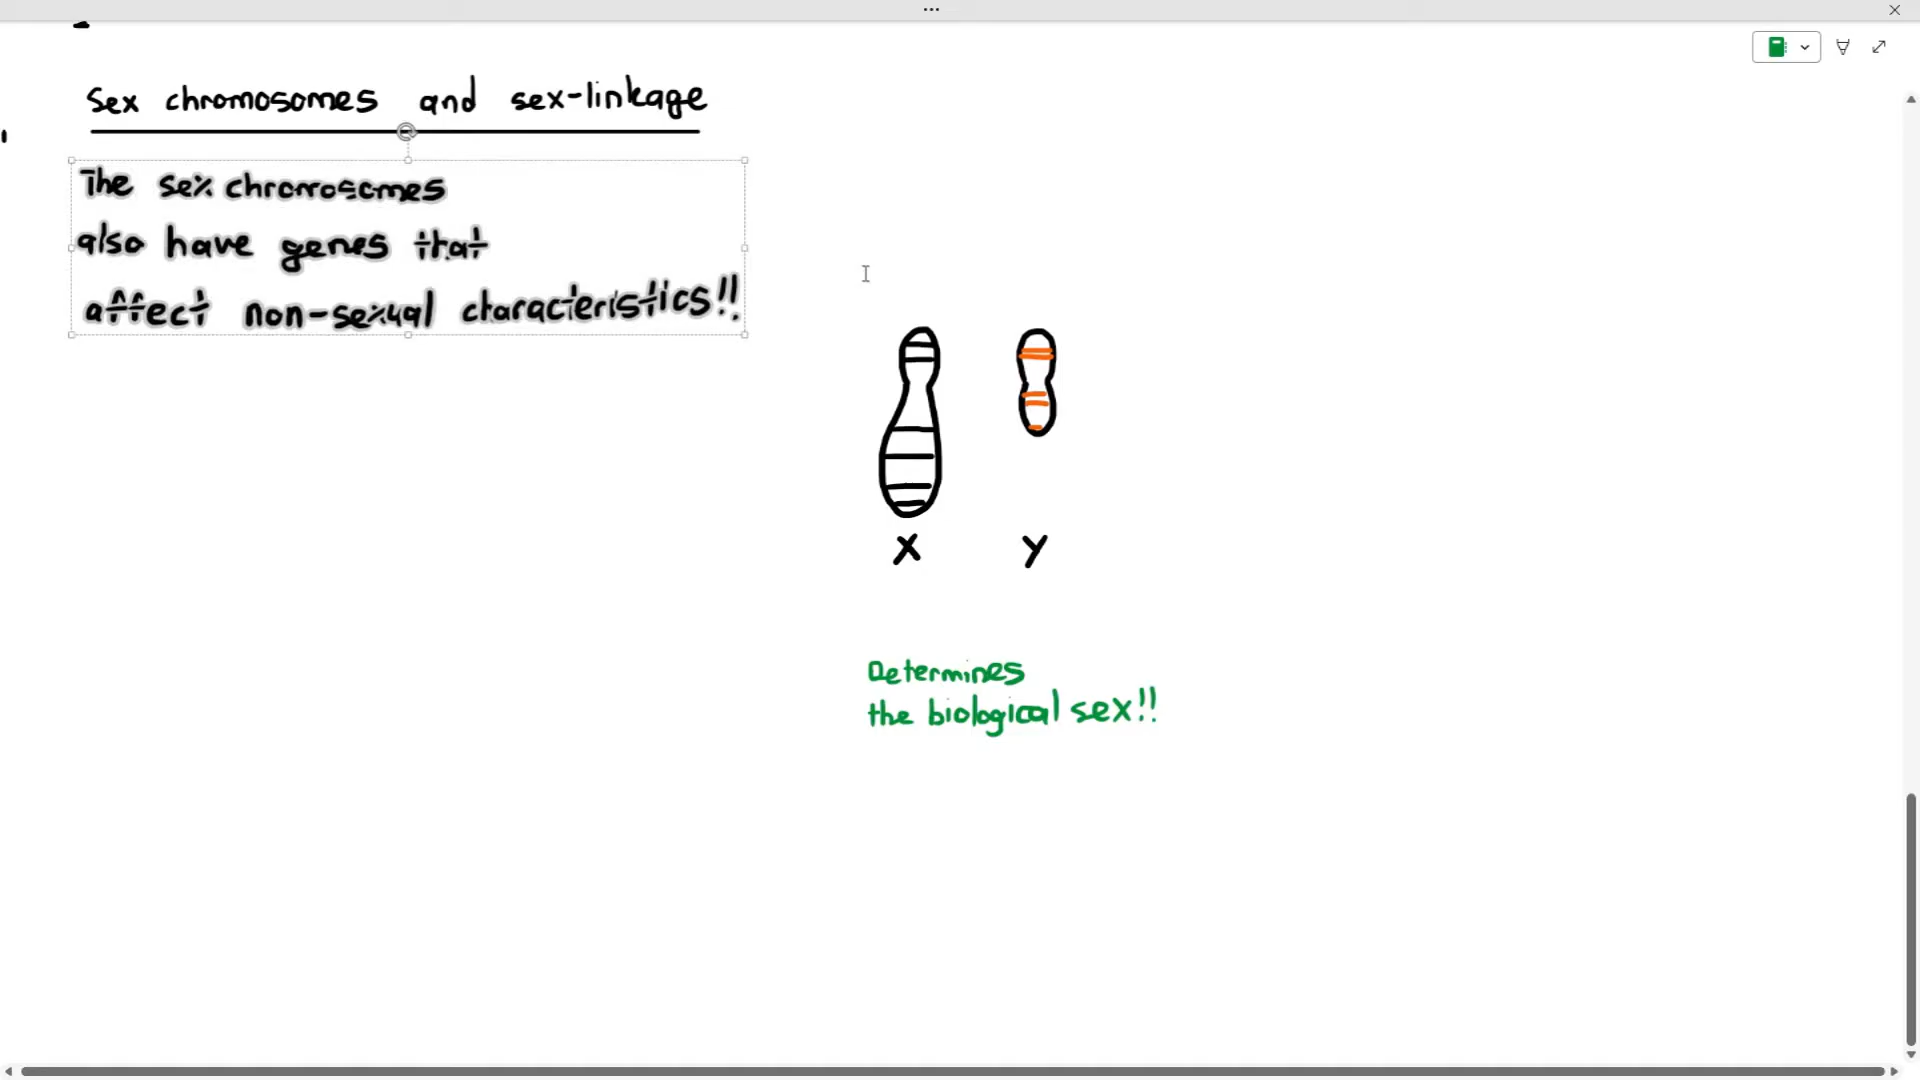 Sex chromosomes and sex-linkage
The sex chromosomes
also have genes that
affect non-sexual characteristics!!
X Y
Determines
the biological sex!!